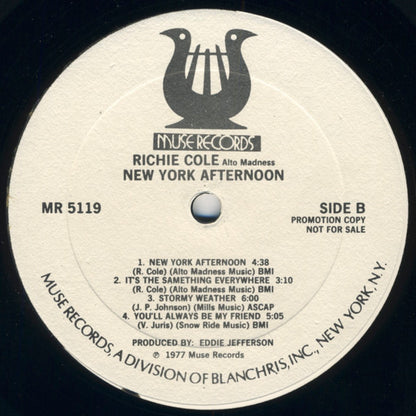 MUSE RECORDS
RICHIE COLE Alto Madness
NEW YORK AFTERNOON
MR 5119
SIDE B
PROMOTION COPY
NOT FOR SALE
1. NEW YORK AFTERNOON 4:38
(R. Cole) (Alto Madness Music) BMI
2. IT'S THE SAMETHING EVERYWHERE 3:10
(R. Cole) (Alto Madness Music) BMI
3. STORMY WEATHER 6:00
(J. P. Johnson) (Mills Music) ASCAP
4. YOU'LL ALWAYS BE MY FRIEND 5:05
(V. Juris) (Snow Ride Music) BMI
PRODUCED BY: EDDIE JEFFERSON
℗ 1977 Muse Records
MUSE RECORDS, A DIVISION OF BLANCHRIS, INC., NEW YORK, N.Y.